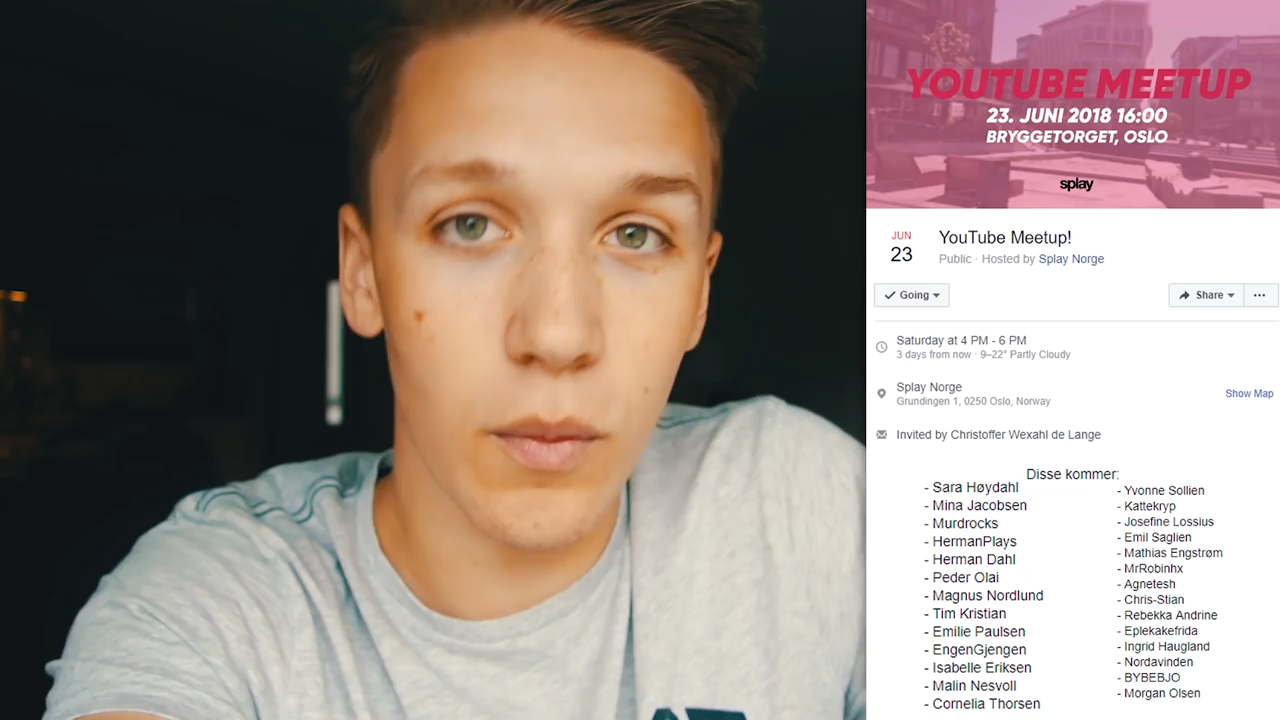 YOUTUBE MEETUP
23. JUNI 2018 16:00
BRYGGETORGET, OSLO
splay
JUN
23
YouTube Meetup!
Public · Hosted by Splay Norge
Going
Share
Saturday at 4 PM - 6 PM
3 days from now · 9–22° Partly Cloudy
Splay Norge
Grundingen 1, 0250 Oslo, Norway
Show Map
Invited by Christoffer Wexahl de Lange
Disse kommer:
- Sara Høydahl
- Mina Jacobsen
- Murdrocks
- HermanPlays
- Herman Dahl
- Peder Olai
- Magnus Nordlund
- Tim Kristian
- Emilie Paulsen
- EngenGjengen
- Isabelle Eriksen
- Malin Nesvoll
- Cornelia Thorsen
- Yvonne Sollien
- Kattekryp
- Josefine Lossius
- Emil Saglien
- Mathias Engstrøm
- MrRobinhx
- Agnetesh
- Chris-Stian
- Rebekka Andrine
- Eplekakefrida
- Ingrid Haugland
- Nordavinden
- BYBEBJO
- Morgan Olsen